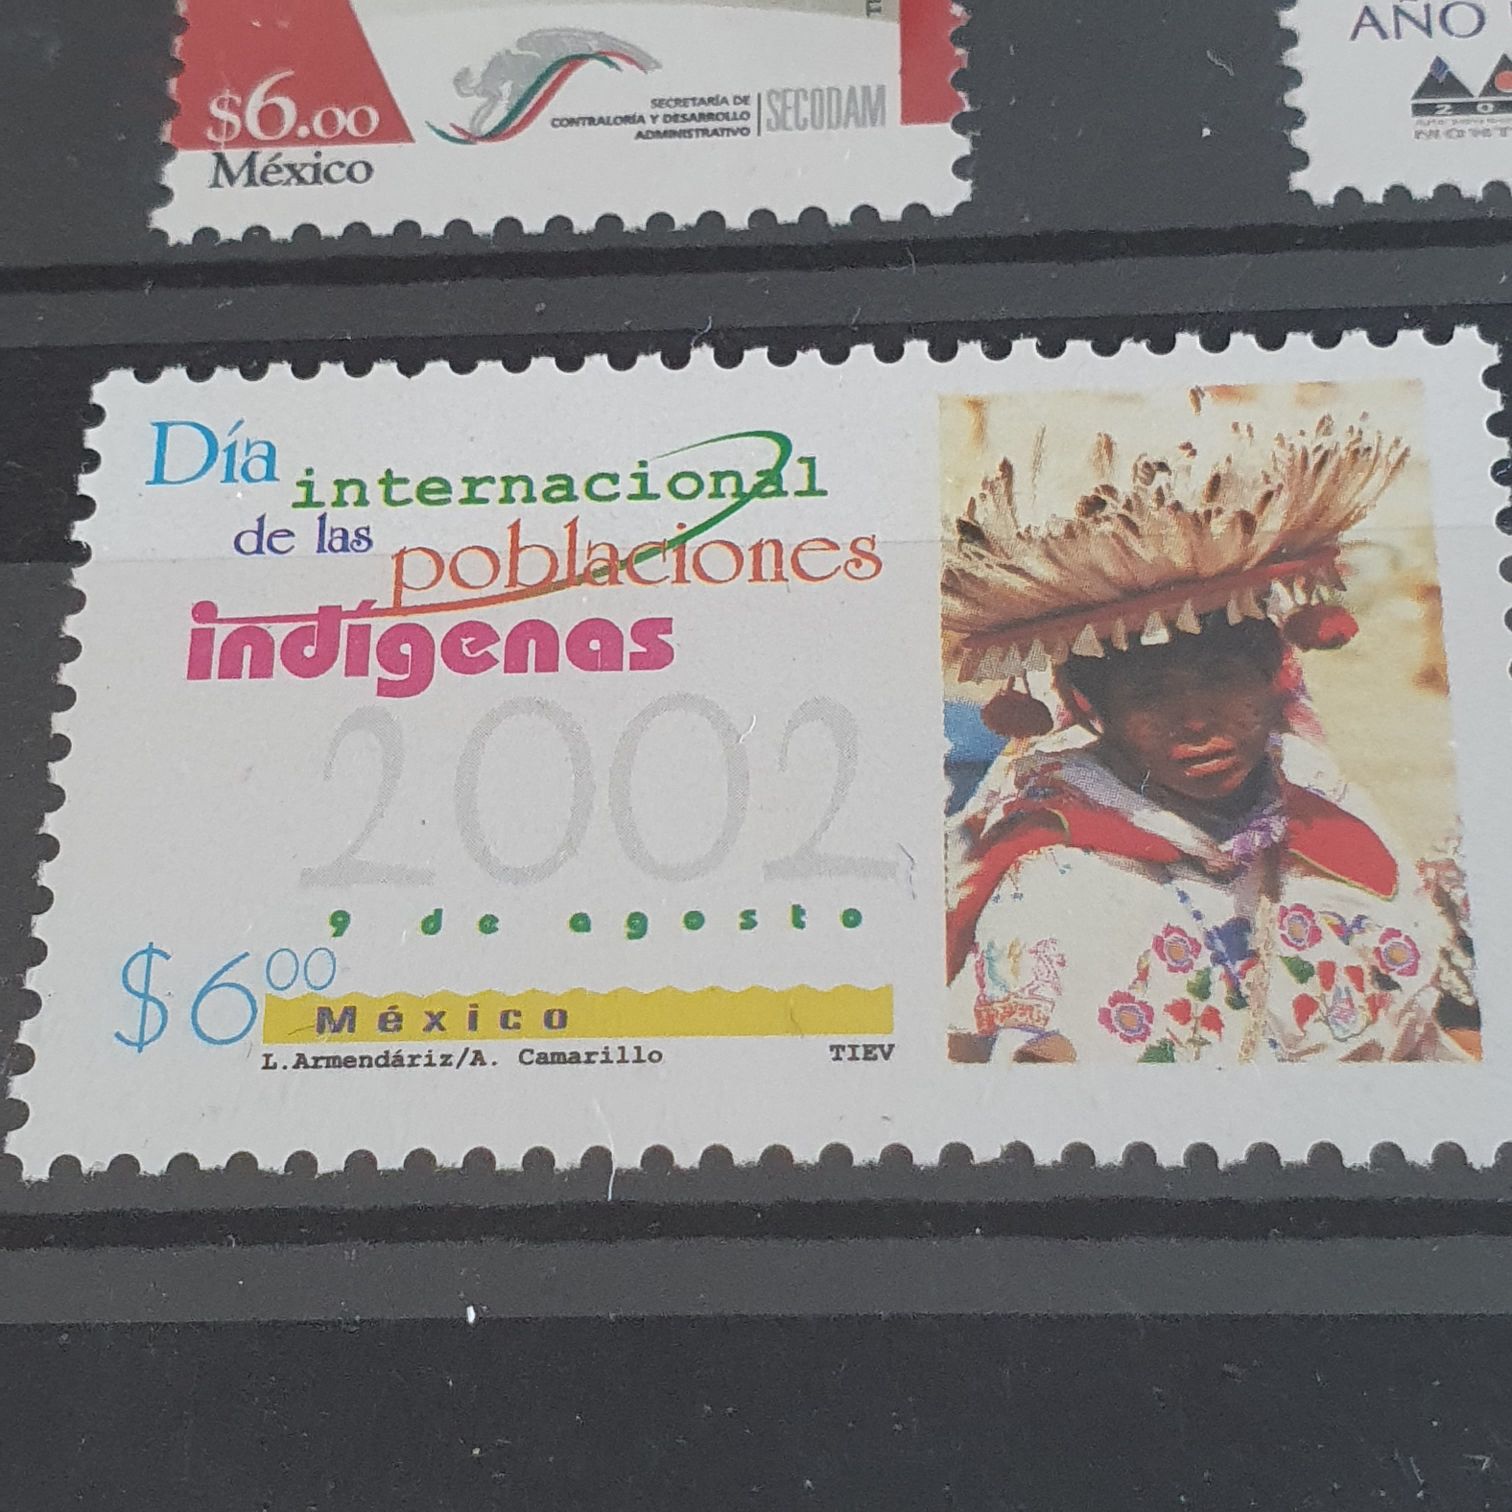 $6.00
México
SECRETARÍA DE
CONTRALORÍA Y DESARROLLO
ADMINISTRATIVO
SECODAM
AÑO
Día
internacional
de las
poblaciones
indígenas
2002
9 de agosto
$6⁰⁰
México
L.Armendáriz/A. Camarillo
TIEV